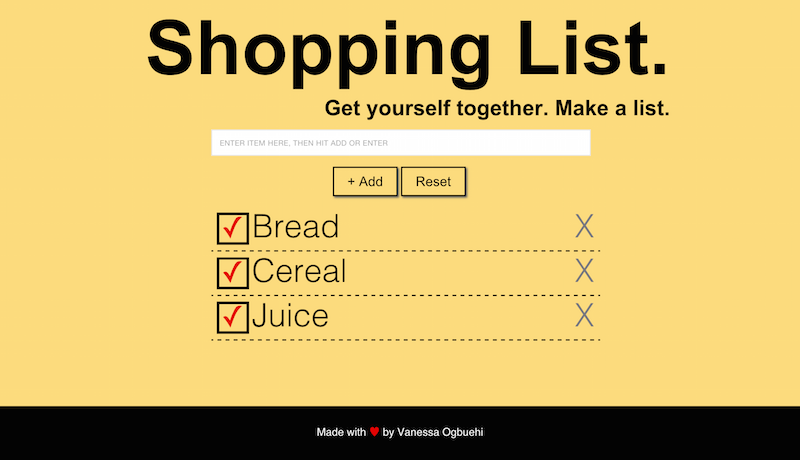 Shopping List.
Get yourself together. Make a list.
ENTER ITEM HERE, THEN HIT ADD OR ENTER
+ Add Reset
Bread X
Cereal X
Juice X
Made with ♥ by Vanessa Ogbuehi